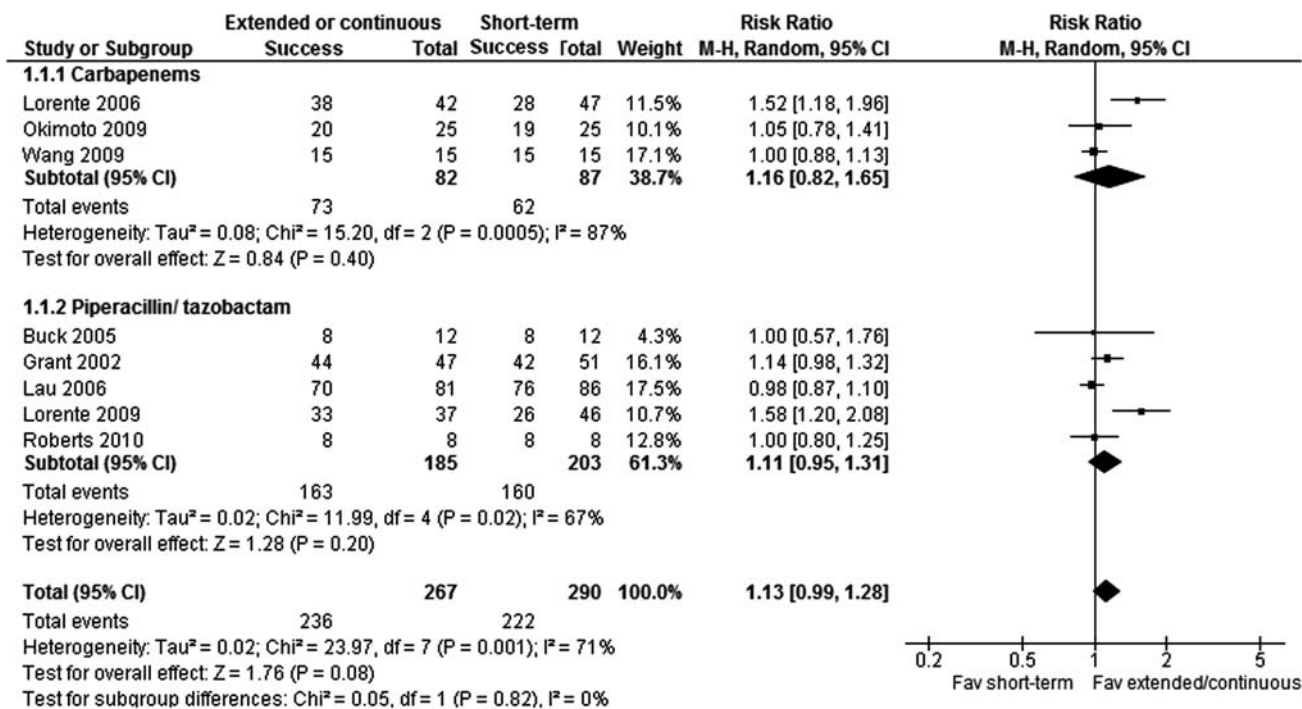 Extended or continuous Short-term Risk Ratio Risk Ratio
Study or Subgroup Success Total Success Total Weight M-H, Random, 95% CI M-H, Random, 95% CI
1.1.1 Carbapenems
Lorente 2006 38 42 28 47 11.5% 1.52 [1.18, 1.96]
Okimoto 2009 20 25 19 25 10.1% 1.05 [0.78, 1.41]
Wang 2009 15 15 15 15 17.1% 1.00 [0.88, 1.13]
Subtotal (95% CI) 82 87 38.7% 1.16 [0.82, 1.65]
Total events 73 62
Heterogeneity: Tau² = 0.08; Chi² = 15.20, df = 2 (P = 0.0005); I² = 87%
Test for overall effect: Z = 0.84 (P = 0.40)
1.1.2 Piperacillin/ tazobactam
Buck 2005 8 12 8 12 4.3% 1.00 [0.57, 1.76]
Grant 2002 44 47 42 51 16.1% 1.14 [0.98, 1.32]
Lau 2006 70 81 76 86 17.5% 0.98 [0.87, 1.10]
Lorente 2009 33 37 26 46 10.7% 1.58 [1.20, 2.08]
Roberts 2010 8 8 8 8 12.8% 1.00 [0.80, 1.25]
Subtotal (95% CI) 185 203 61.3% 1.11 [0.95, 1.31]
Total events 163 160
Heterogeneity: Tau² = 0.02; Chi² = 11.99, df = 4 (P = 0.02); I² = 67%
Test for overall effect: Z = 1.28 (P = 0.20)
Total (95% CI) 267 290 100.0% 1.13 [0.99, 1.28]
Total events 236 222
Heterogeneity: Tau² = 0.02; Chi² = 23.97, df = 7 (P = 0.001); I² = 71%
Test for overall effect: Z = 1.76 (P = 0.08)
Test for subgroup differences: Chi² = 0.05, df = 1 (P = 0.82), I² = 0%
0.2 0.5 1 2 5
Fav short-term Fav extended/continuous